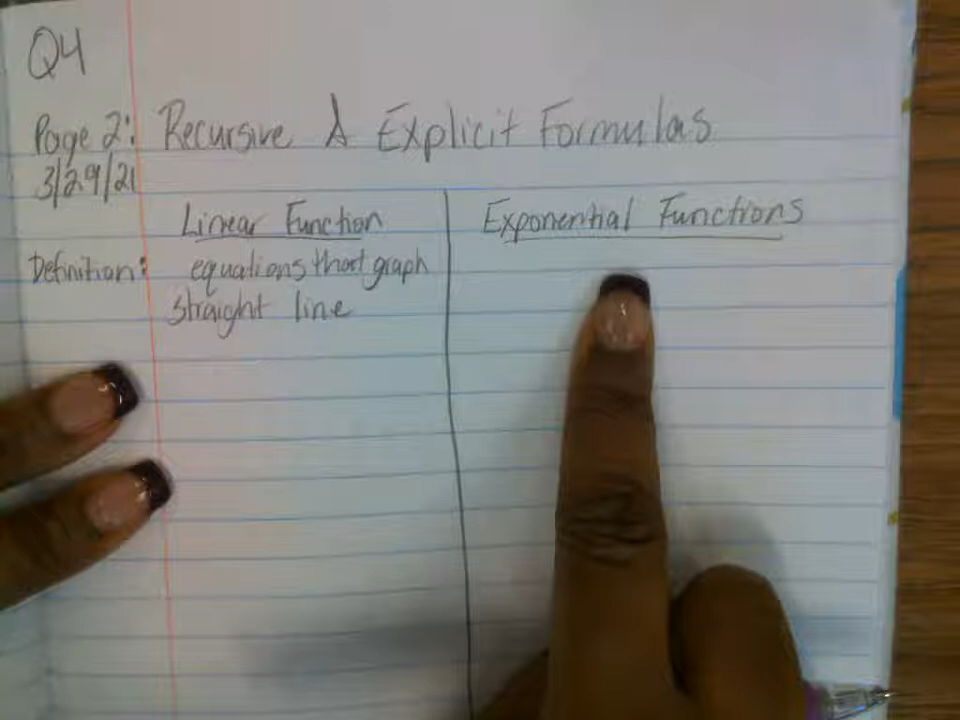 Q4
Page 2: Recursive & Explicit Formulas
3/29/21
Linear Function
Exponential Functions
Definition: equations that graph
straight line